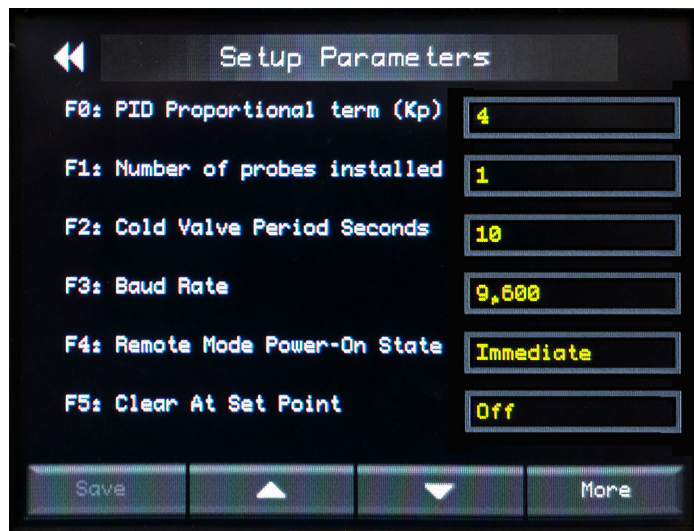 Setup Parameters
F0: PID Proportional term (Kp) 4
F1: Number of probes installed 1
F2: Cold Valve Period Seconds 10
F3: Baud Rate 9,600
F4: Remote Mode Power-On State Immediate
F5: Clear At Set Point Off
Save More